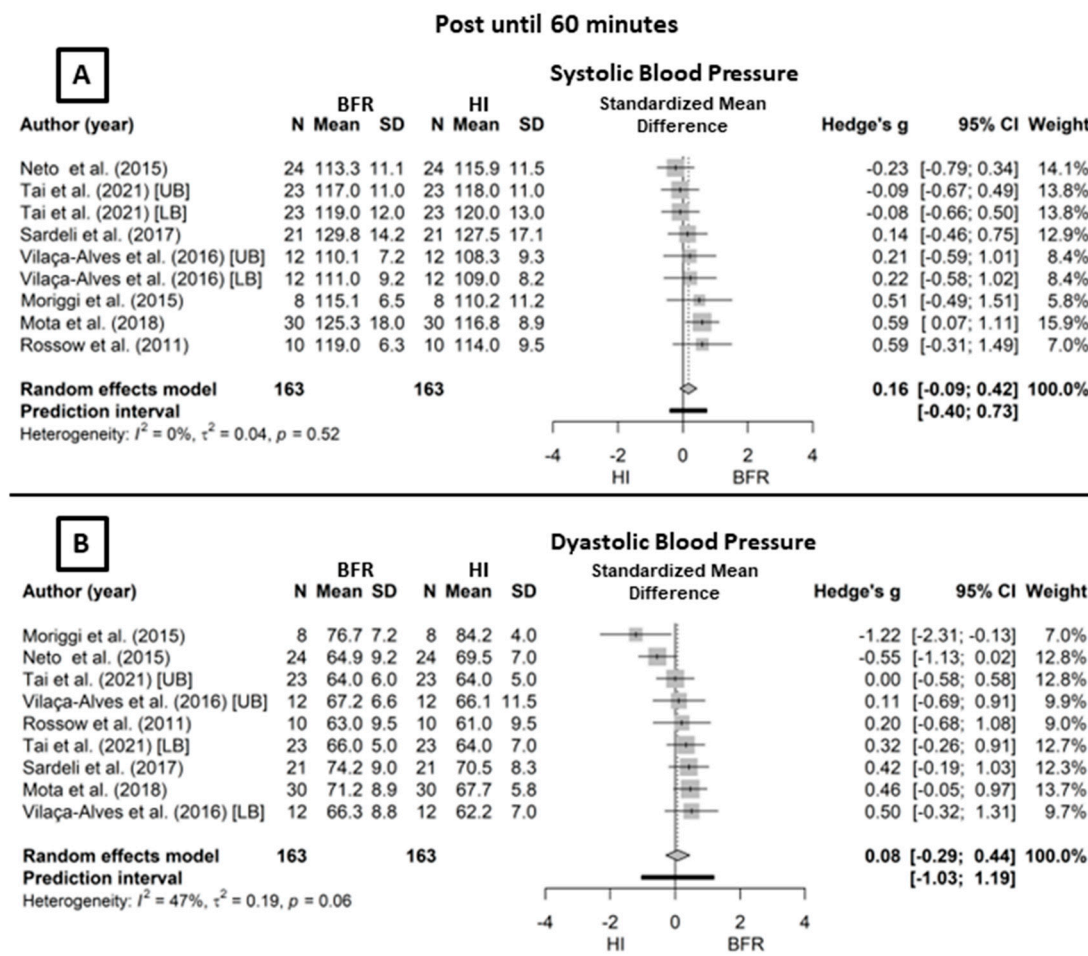 Post until 60 minutes
A
Systolic Blood Pressure
BFR HI Standardized Mean
Author (year) N Mean SD N Mean SD Difference Hedge's g 95% CI Weight
Neto et al. (2015) 24 113.3 11.1 24 115.9 11.5 -0.23 [-0.79; 0.34] 14.1%
Tai et al. (2021) [UB] 23 117.0 11.0 23 118.0 11.0 -0.09 [-0.67; 0.49] 13.8%
Tai et al. (2021) [LB] 23 119.0 12.0 23 120.0 13.0 -0.08 [-0.66; 0.50] 13.8%
Sardeli et al. (2017) 21 129.8 14.2 21 127.5 17.1 0.14 [-0.46; 0.75] 12.9%
Vilaça-Alves et al. (2016) [UB] 12 110.1 7.2 12 108.3 9.3 0.21 [-0.59; 1.01] 8.4%
Vilaça-Alves et al. (2016) [LB] 12 111.0 9.2 12 109.0 8.2 0.22 [-0.58; 1.02] 8.4%
Moriggi et al. (2015) 8 115.1 6.5 8 110.2 11.2 0.51 [-0.49; 1.51] 5.8%
Mota et al. (2018) 30 125.3 18.0 30 116.8 8.9 0.59 [ 0.07; 1.11] 15.9%
Rossow et al. (2011) 10 119.0 6.3 10 114.0 9.5 0.59 [-0.31; 1.49] 7.0%
Random effects model 163 163 0.16 [-0.09; 0.42] 100.0%
Prediction interval [-0.40; 0.73]
Heterogeneity: I² = 0%, τ² = 0.04, p = 0.52
-4 -2 0 2 4
HI BFR
B
Dyastolic Blood Pressure
BFR HI Standardized Mean
Author (year) N Mean SD N Mean SD Difference Hedge's g 95% CI Weight
Moriggi et al. (2015) 8 76.7 7.2 8 84.2 4.0 -1.22 [-2.31; -0.13] 7.0%
Neto et al. (2015) 24 64.9 9.2 24 69.5 7.0 -0.55 [-1.13; 0.02] 12.8%
Tai et al. (2021) [UB] 23 64.0 6.0 23 64.0 5.0 0.00 [-0.58; 0.58] 12.8%
Vilaça-Alves et al. (2016) [UB] 12 67.2 6.6 12 66.1 11.5 0.11 [-0.69; 0.91] 9.9%
Rossow et al. (2011) 10 63.0 9.5 10 61.0 9.5 0.20 [-0.68; 1.08] 9.0%
Tai et al. (2021) [LB] 23 66.0 5.0 23 64.0 7.0 0.32 [-0.26; 0.91] 12.7%
Sardeli et al. (2017) 21 74.2 9.0 21 70.5 8.3 0.42 [-0.19; 1.03] 12.3%
Mota et al. (2018) 30 71.2 8.9 30 67.7 5.8 0.46 [-0.05; 0.97] 13.7%
Vilaça-Alves et al. (2016) [LB] 12 66.3 8.8 12 62.2 7.0 0.50 [-0.32; 1.31] 9.7%
Random effects model 163 163 0.08 [-0.29; 0.44] 100.0%
Prediction interval [-1.03; 1.19]
Heterogeneity: I² = 47%, τ² = 0.19, p = 0.06
-4 -2 0 2 4
HI BFR